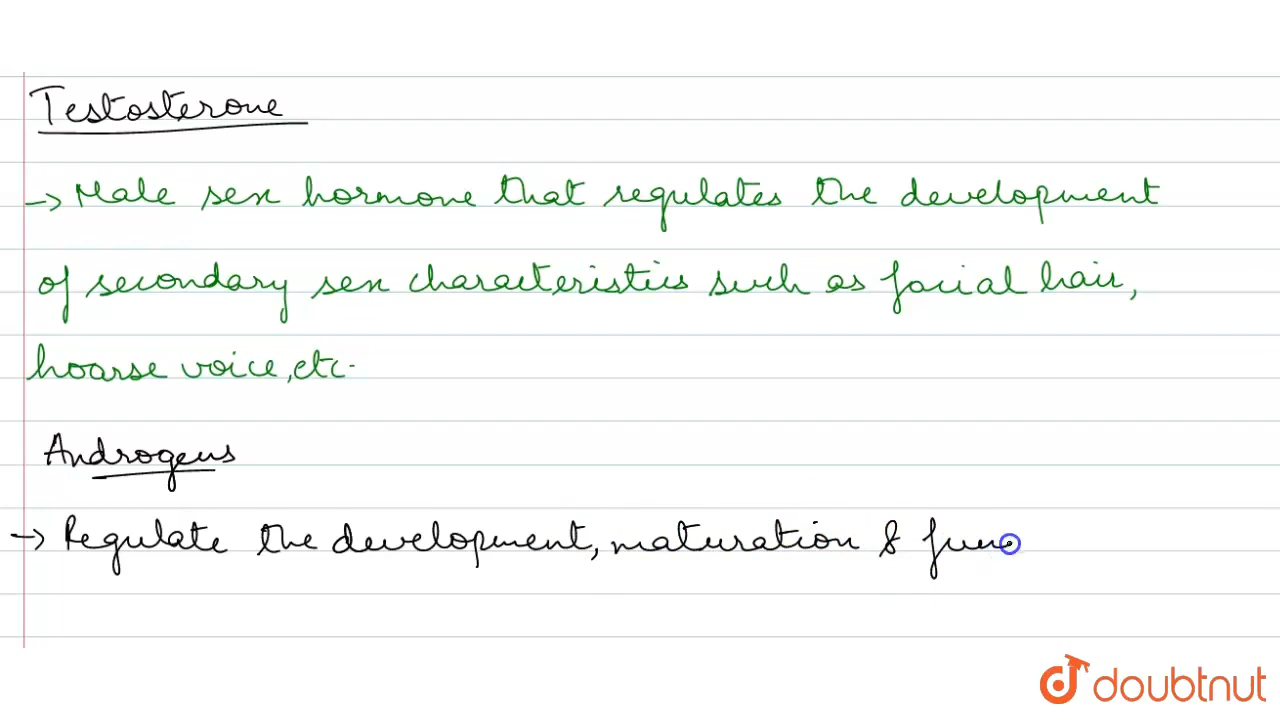 Testosterone
→ Male sex hormone that regulates the development
of secondary sex characteristics such as facial hair,
hoarse voice, etc.
Androgens
→ Regulate the development, maturation & func
doubtnut